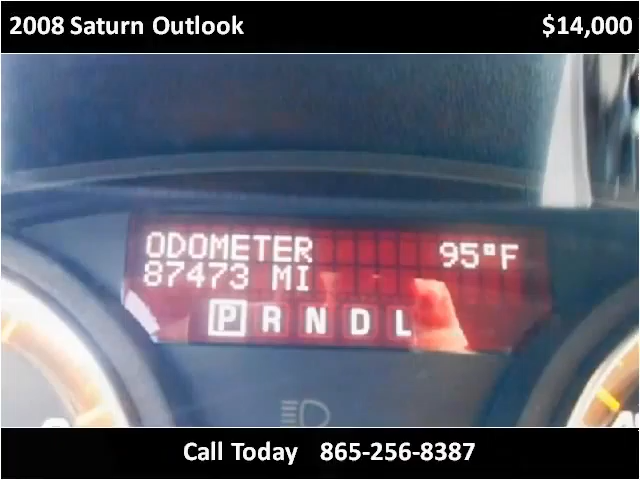 2008 Saturn Outlook $14,000
ODOMETER 95°F
87473 MI
P R N D L
Call Today 865-256-8387